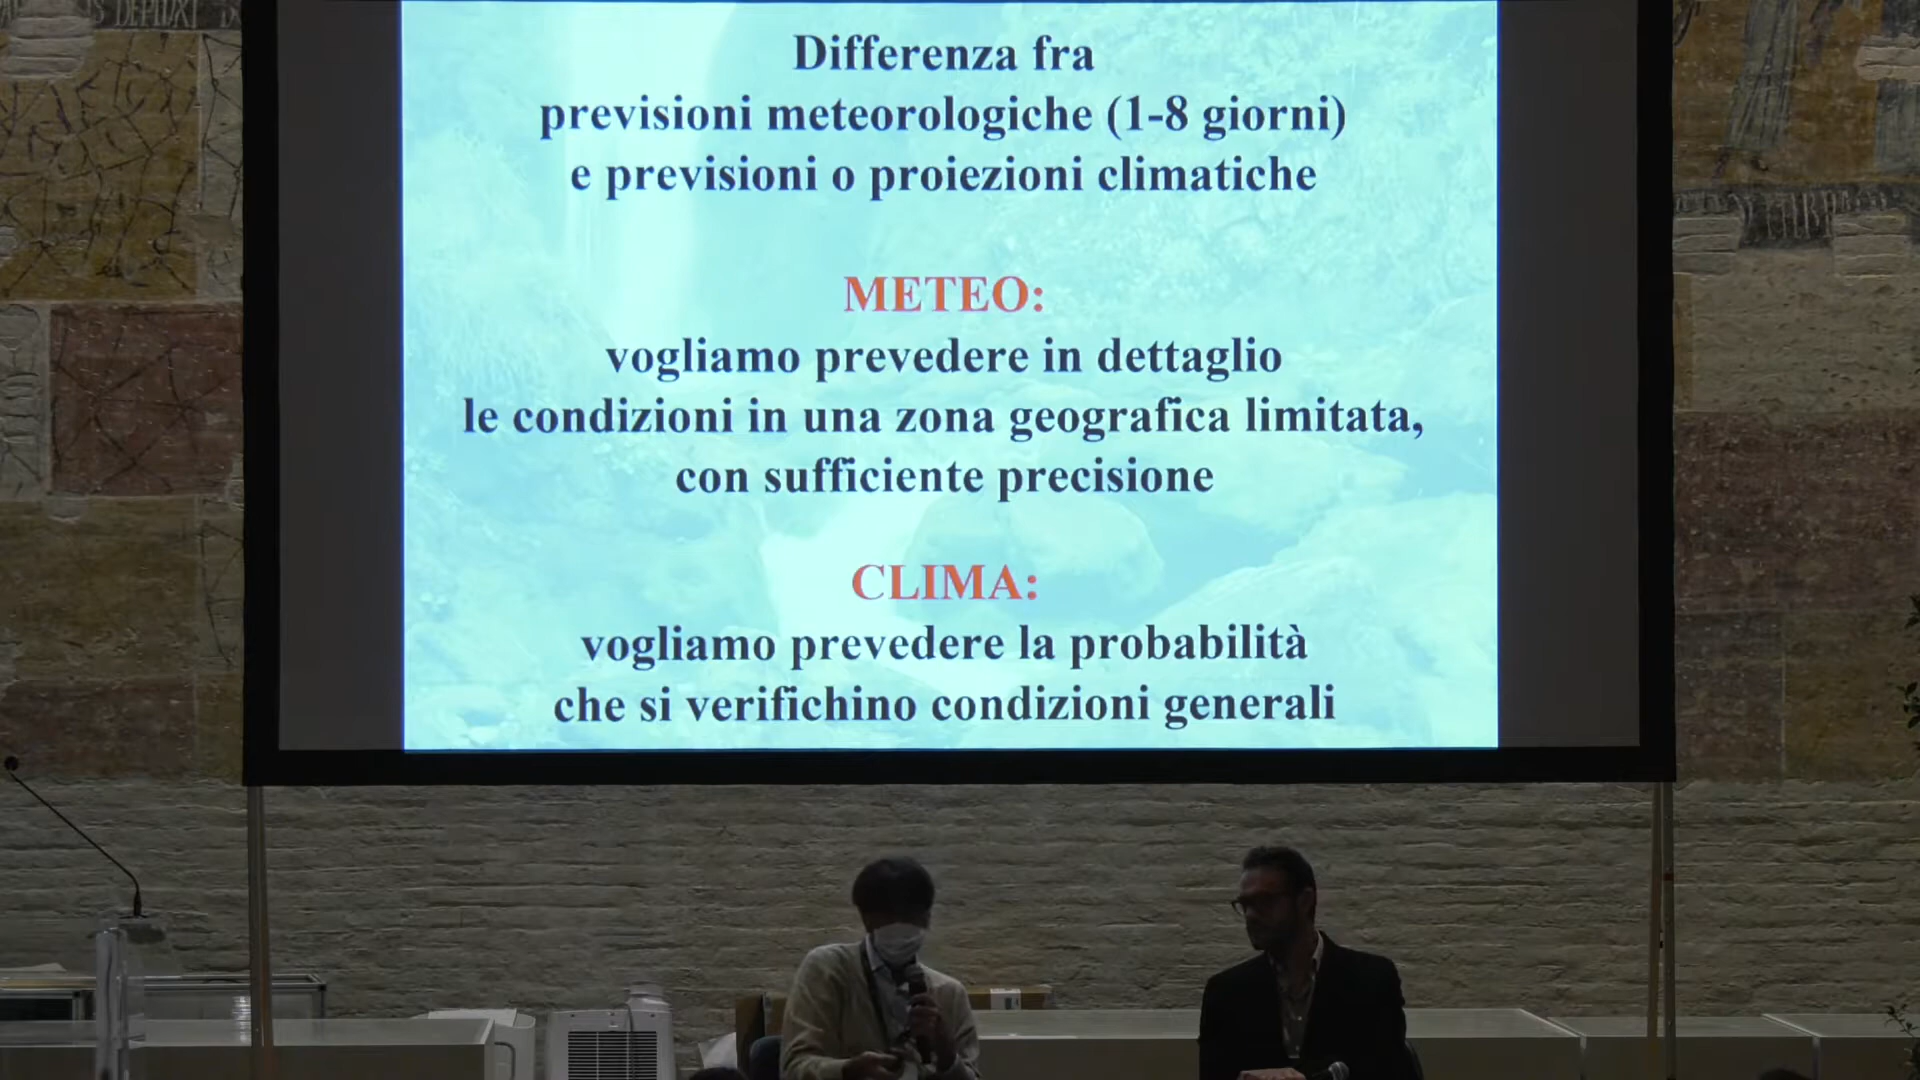 Differenza fra
previsioni meteorologiche (1-8 giorni)
e previsioni o proiezioni climatiche
METEO:
vogliamo prevedere in dettaglio
le condizioni in una zona geografica limitata,
con sufficiente precisione
CLIMA:
vogliamo prevedere la probabilità
che si verifichino condizioni generali